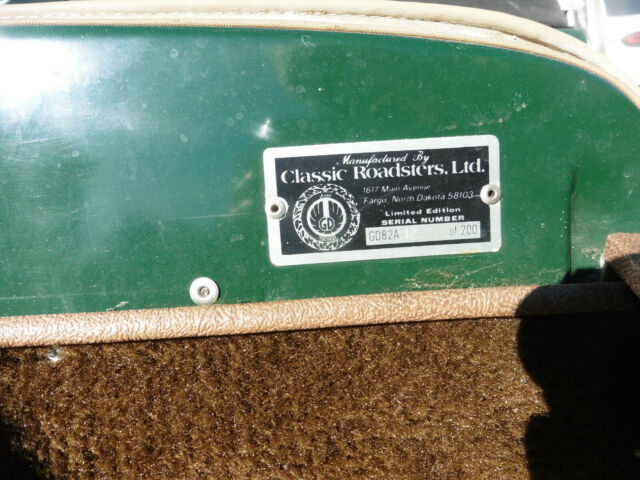 Manufactured By
Classic Roadsters, Ltd.
1617 Main Avenue
Fargo, North Dakota 58103
Limited Edition
SERIAL NUMBER
GD82A of 200
GD